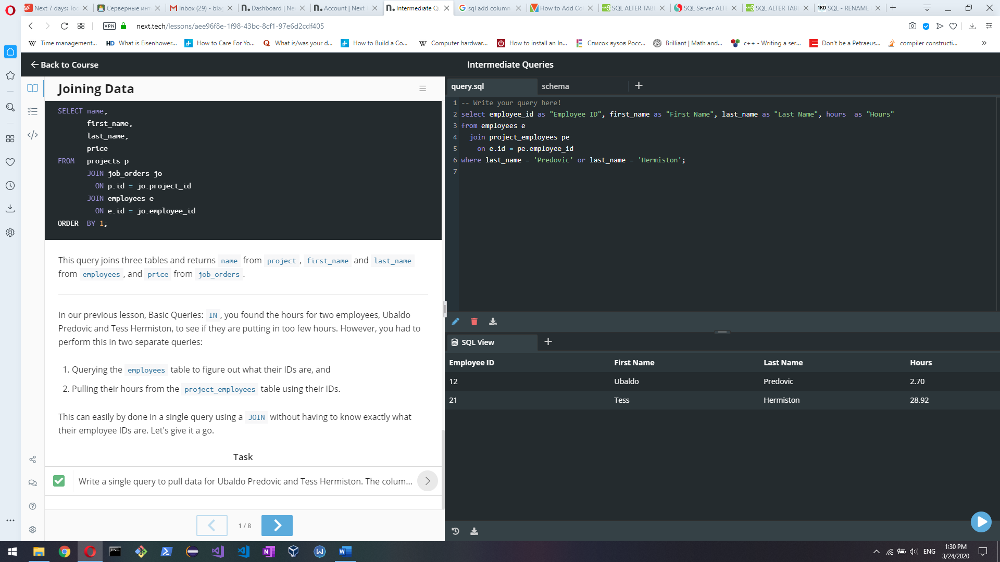 Next 7 days: Toc
Серверные инт
Inbox (29) - bla
Dashboard | Ne
Account | Next T
Intermediate Q
sql add column
How to Add Co
SQL ALTER TABL
SQL Server ALTE
SQL ALTER TABL
1KD SQL - RENAME
VPN next.tech/lessons/aee96f8e-1f98-43bc-8cf1-97e6d2cdf405
W Time management...
HD What is Eisenhower...
How to Care For Yo...
What is/was your d...
How to Build a Co...
W Computer hardwar...
How to install an In...
Список вузов Росс...
Brilliant | Math and...
c++ - Writing a ser...
Don't be a Petraeus...
compiler constructi...
Back to Course
Intermediate Queries
Joining Data
SELECT name,
first_name,
last_name,
price
FROM projects p
JOIN job_orders jo
ON p.id = jo.project_id
JOIN employees e
ON e.id = jo.employee_id
ORDER BY 1;
This query joins three tables and returns name from project , first_name and last_name
from employees , and price from job_orders .
In our previous lesson, Basic Queries: IN , you found the hours for two employees, Ubaldo
Predovic and Tess Hermiston, to see if they are putting in too few hours. However, you had to
perform this in two separate queries:
1. Querying the employees table to figure out what their IDs are, and
2. Pulling their hours from the project_employees table using their IDs.
This can easily by done in a single query using a JOIN without having to know exactly what
their employee IDs are. Let's give it a go.
Task
Write a single query to pull data for Ubaldo Predovic and Tess Hermiston. The colum...
1 / 8
query.sql
schema
1 -- Write your query here!
2 select employee_id as "Employee ID", first_name as "First Name", last_name as "Last Name", hours  as "Hours"
3 from employees e
4 join project_employees pe
5 on e.id = pe.employee_id
6 where last_name = 'Predovic' or last_name = 'Hermiston';
7
SQL View
Employee ID First Name Last Name Hours
12 Ubaldo Predovic 2.70
21 Tess Hermiston 28.92
ENG
1:30 PM
3/24/2020